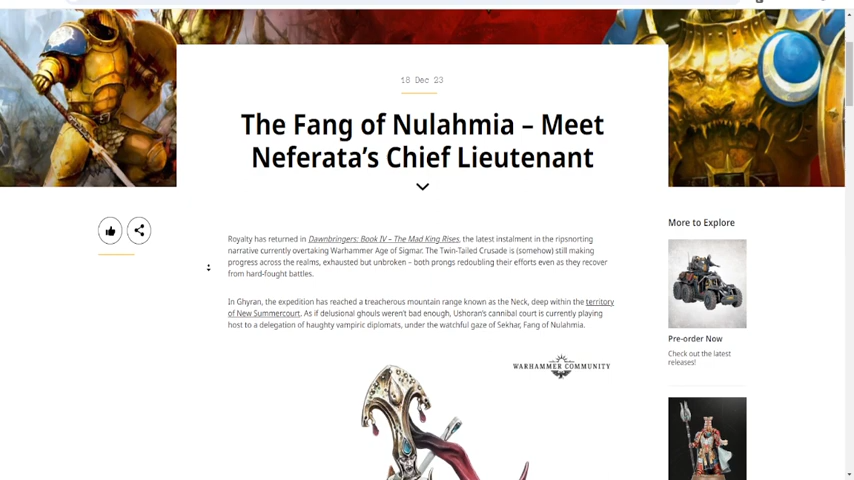 18 Dec 23
The Fang of Nulahmia – Meet
Neferata's Chief Lieutenant
Royalty has returned in Dawnbringers: Book IV – The Mad King Rises, the latest instalment in the ripsnorting
narrative currently overtaking Warhammer Age of Sigmar. The Twin-Tailed Crusade is (somehow) still making
progress across the realms, exhausted but unbroken – both prongs redoubling their efforts even as they recover
from hard-fought battles.
In Ghyran, the expedition has reached a treacherous mountain range known as the Neck, deep within the territory
of New Summercourt. As if delusional ghouls weren't bad enough, Ushoran's cannibal court is currently playing
host to a delegation of haughty vampiric diplomats, under the watchful gaze of Sekhar, Fang of Nulahmia.
WARHAMMER COMMUNITY
More to Explore
Pre-order Now
Check out the latest
releases!